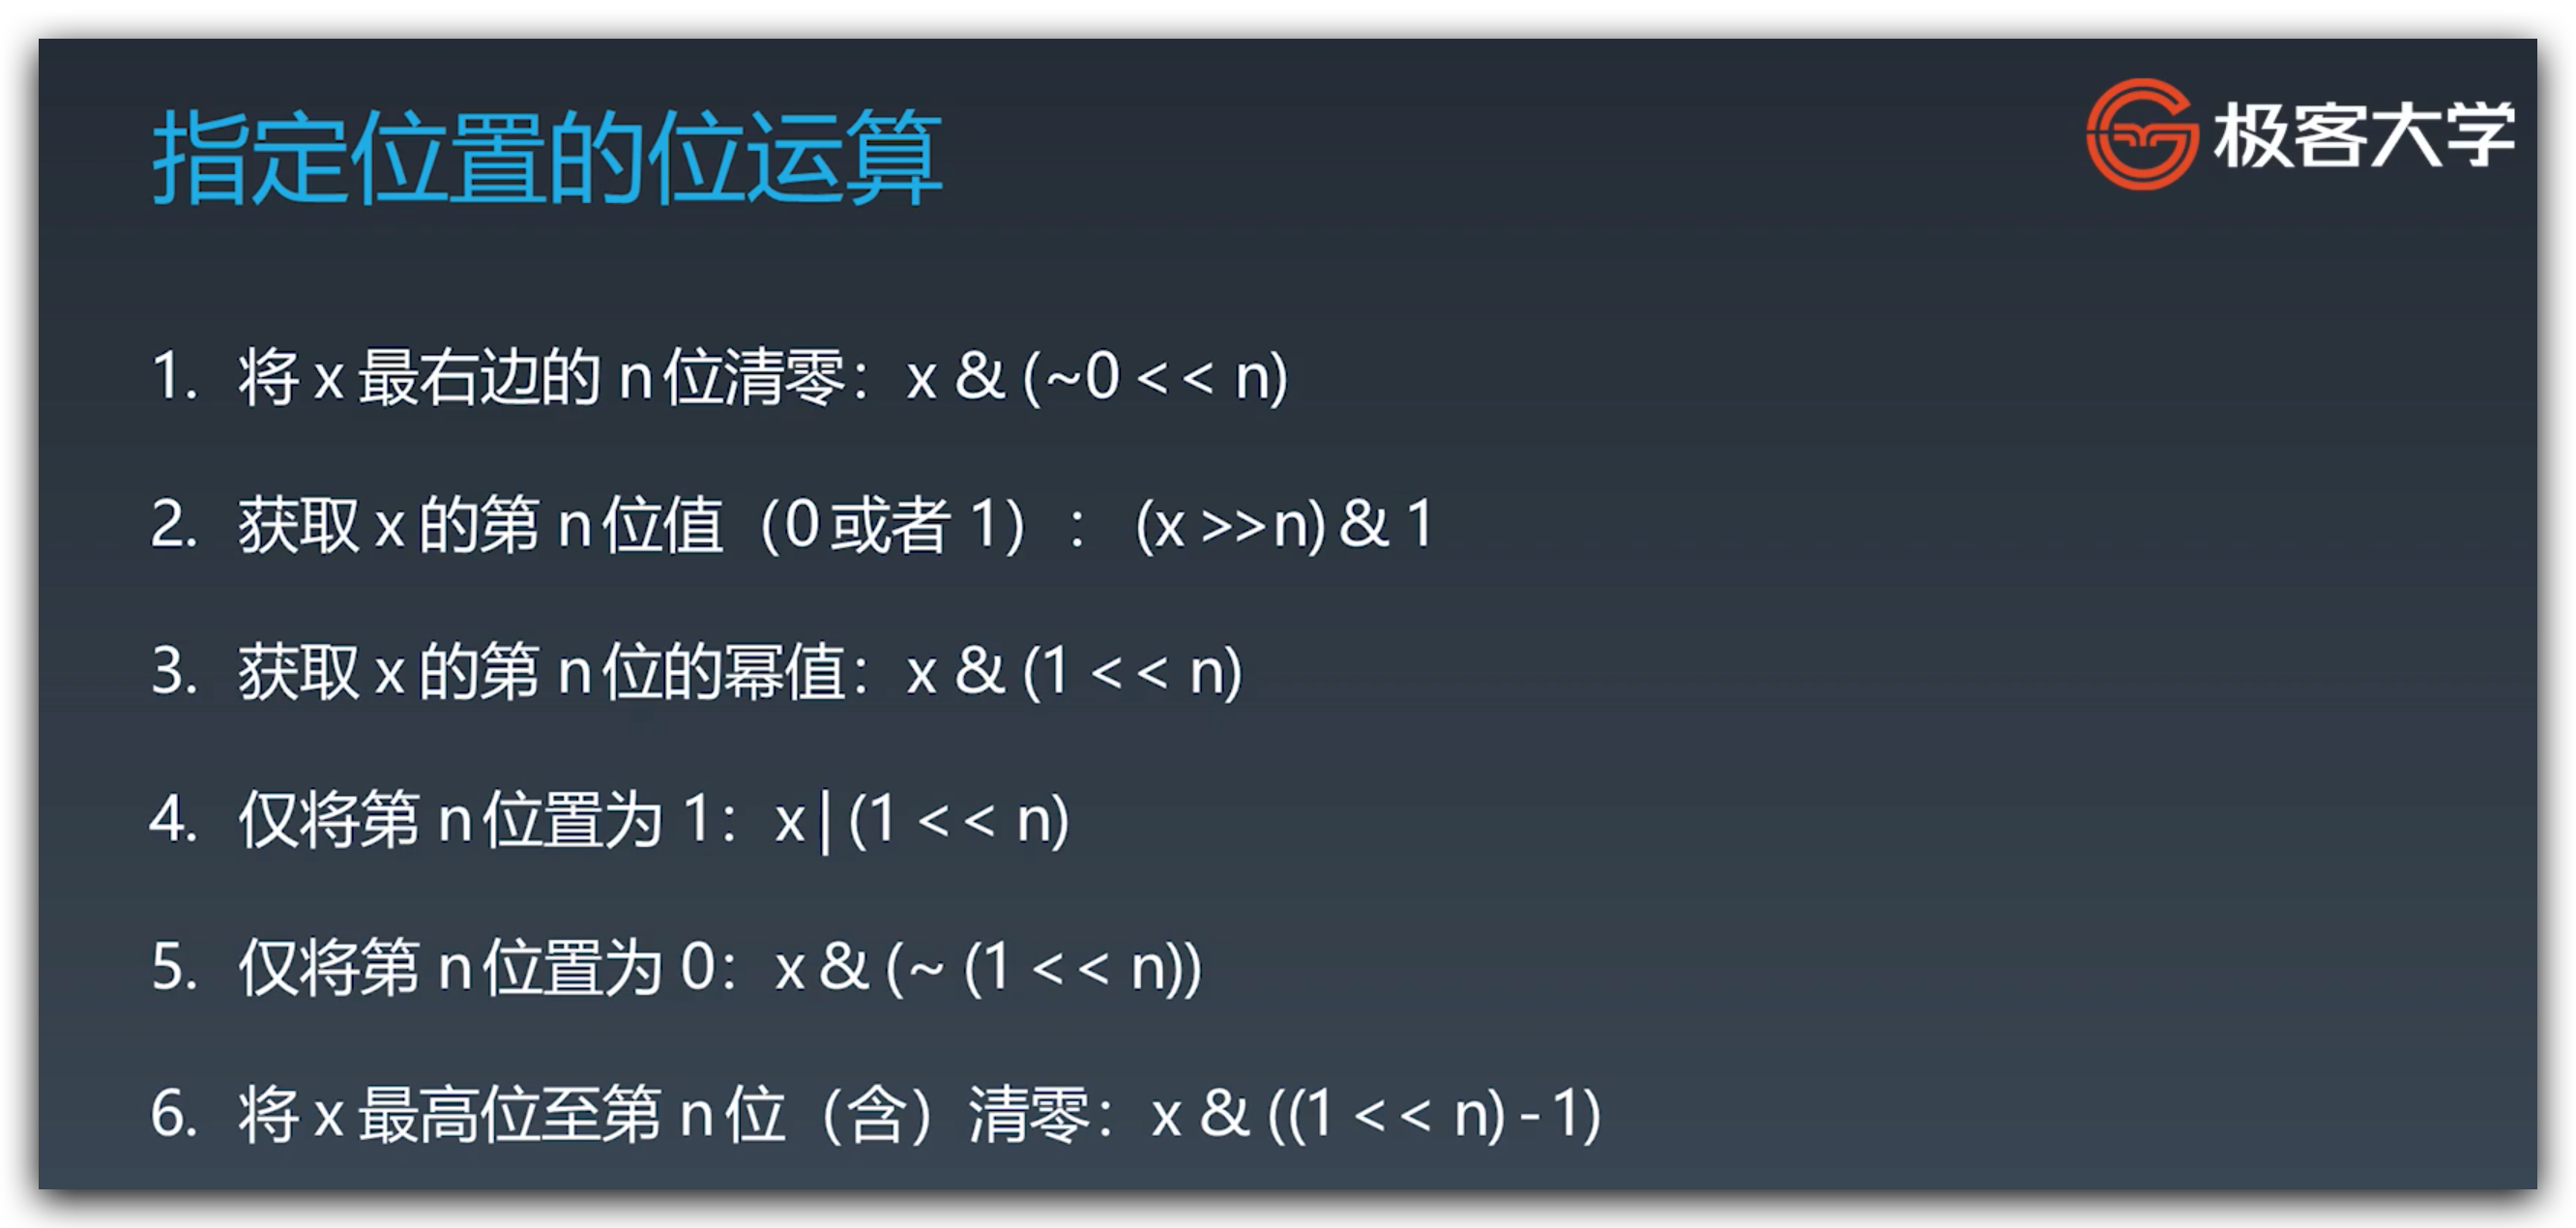 指定位置的位运算
极客大学
1. 将 x 最右边的 n 位清零：x & (~0 << n)
2. 获取 x 的第 n 位值（0 或者 1）： (x >>n) & 1
3. 获取 x 的第 n 位的幂值：x & (1 << n)
4. 仅将第 n 位置为 1：x | (1 << n)
5. 仅将第 n 位置为 0：x & (~ (1 << n))
6. 将 x 最高位至第 n 位（含）清零：x & ((1 << n) - 1)